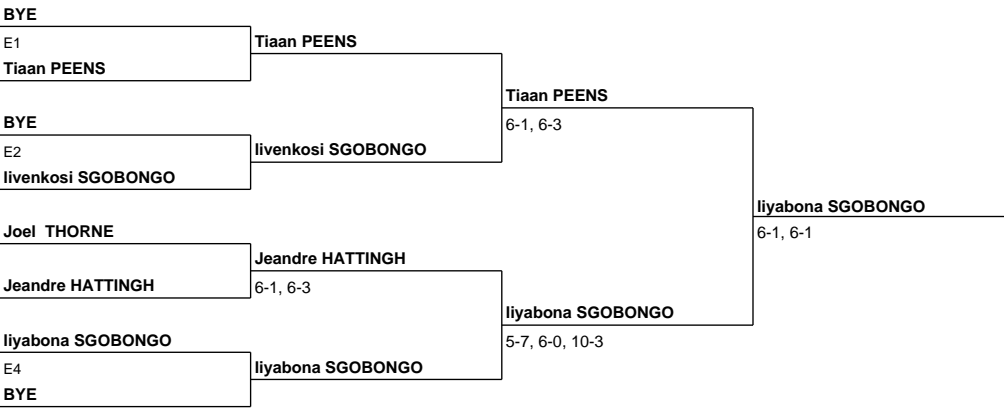 BYE
E1
Tiaan PEENS
Tiaan PEENS
Tiaan PEENS
BYE
6-1, 6-3
E2
livenkosi SGOBONGO
livenkosi SGOBONGO
liyabona SGOBONGO
Joel THORNE
6-1, 6-1
Jeandre HATTINGH
Jeandre HATTINGH
6-1, 6-3
liyabona SGOBONGO
liyabona SGOBONGO
5-7, 6-0, 10-3
E4
liyabona SGOBONGO
BYE